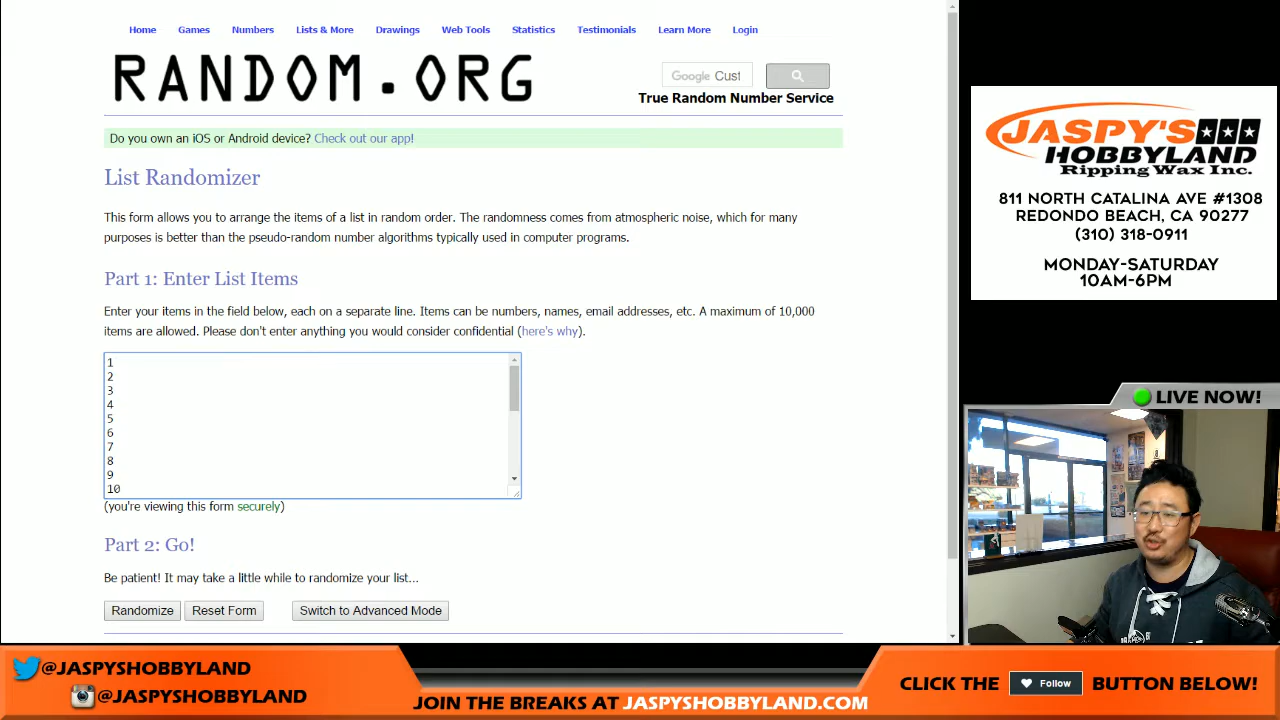 Home Games Numbers Lists & More Drawings Web Tools Statistics Testimonials Learn More Login
RANDOM.ORG
Google Cust
True Random Number Service
Do you own an iOS or Android device? Check out our app!
List Randomizer
This form allows you to arrange the items of a list in random order. The randomness comes from atmospheric noise, which for many
purposes is better than the pseudo-random number algorithms typically used in computer programs.
Part 1: Enter List Items
Enter your items in the field below, each on a separate line. Items can be numbers, names, email addresses, etc. A maximum of 10,000
items are allowed. Please don't enter anything you would consider confidential (here's why).
1
2
3
4
5
6
7
8
9
10
(you're viewing this form securely)
Part 2: Go!
Be patient! It may take a little while to randomize your list...
Randomize Reset Form Switch to Advanced Mode
JASPY'S
HOBBYLAND
Ripping Wax Inc.
811 NORTH CATALINA AVE #1308
REDONDO BEACH, CA 90277
(310) 318-0911
MONDAY-SATURDAY
10AM-6PM
LIVE NOW!
@JASPYSHOBBYLAND
@JASPYSHOBBYLAND
JOIN THE BREAKS AT JASPYSHOBBYLAND.COM
CLICK THE Follow BUTTON BELOW!